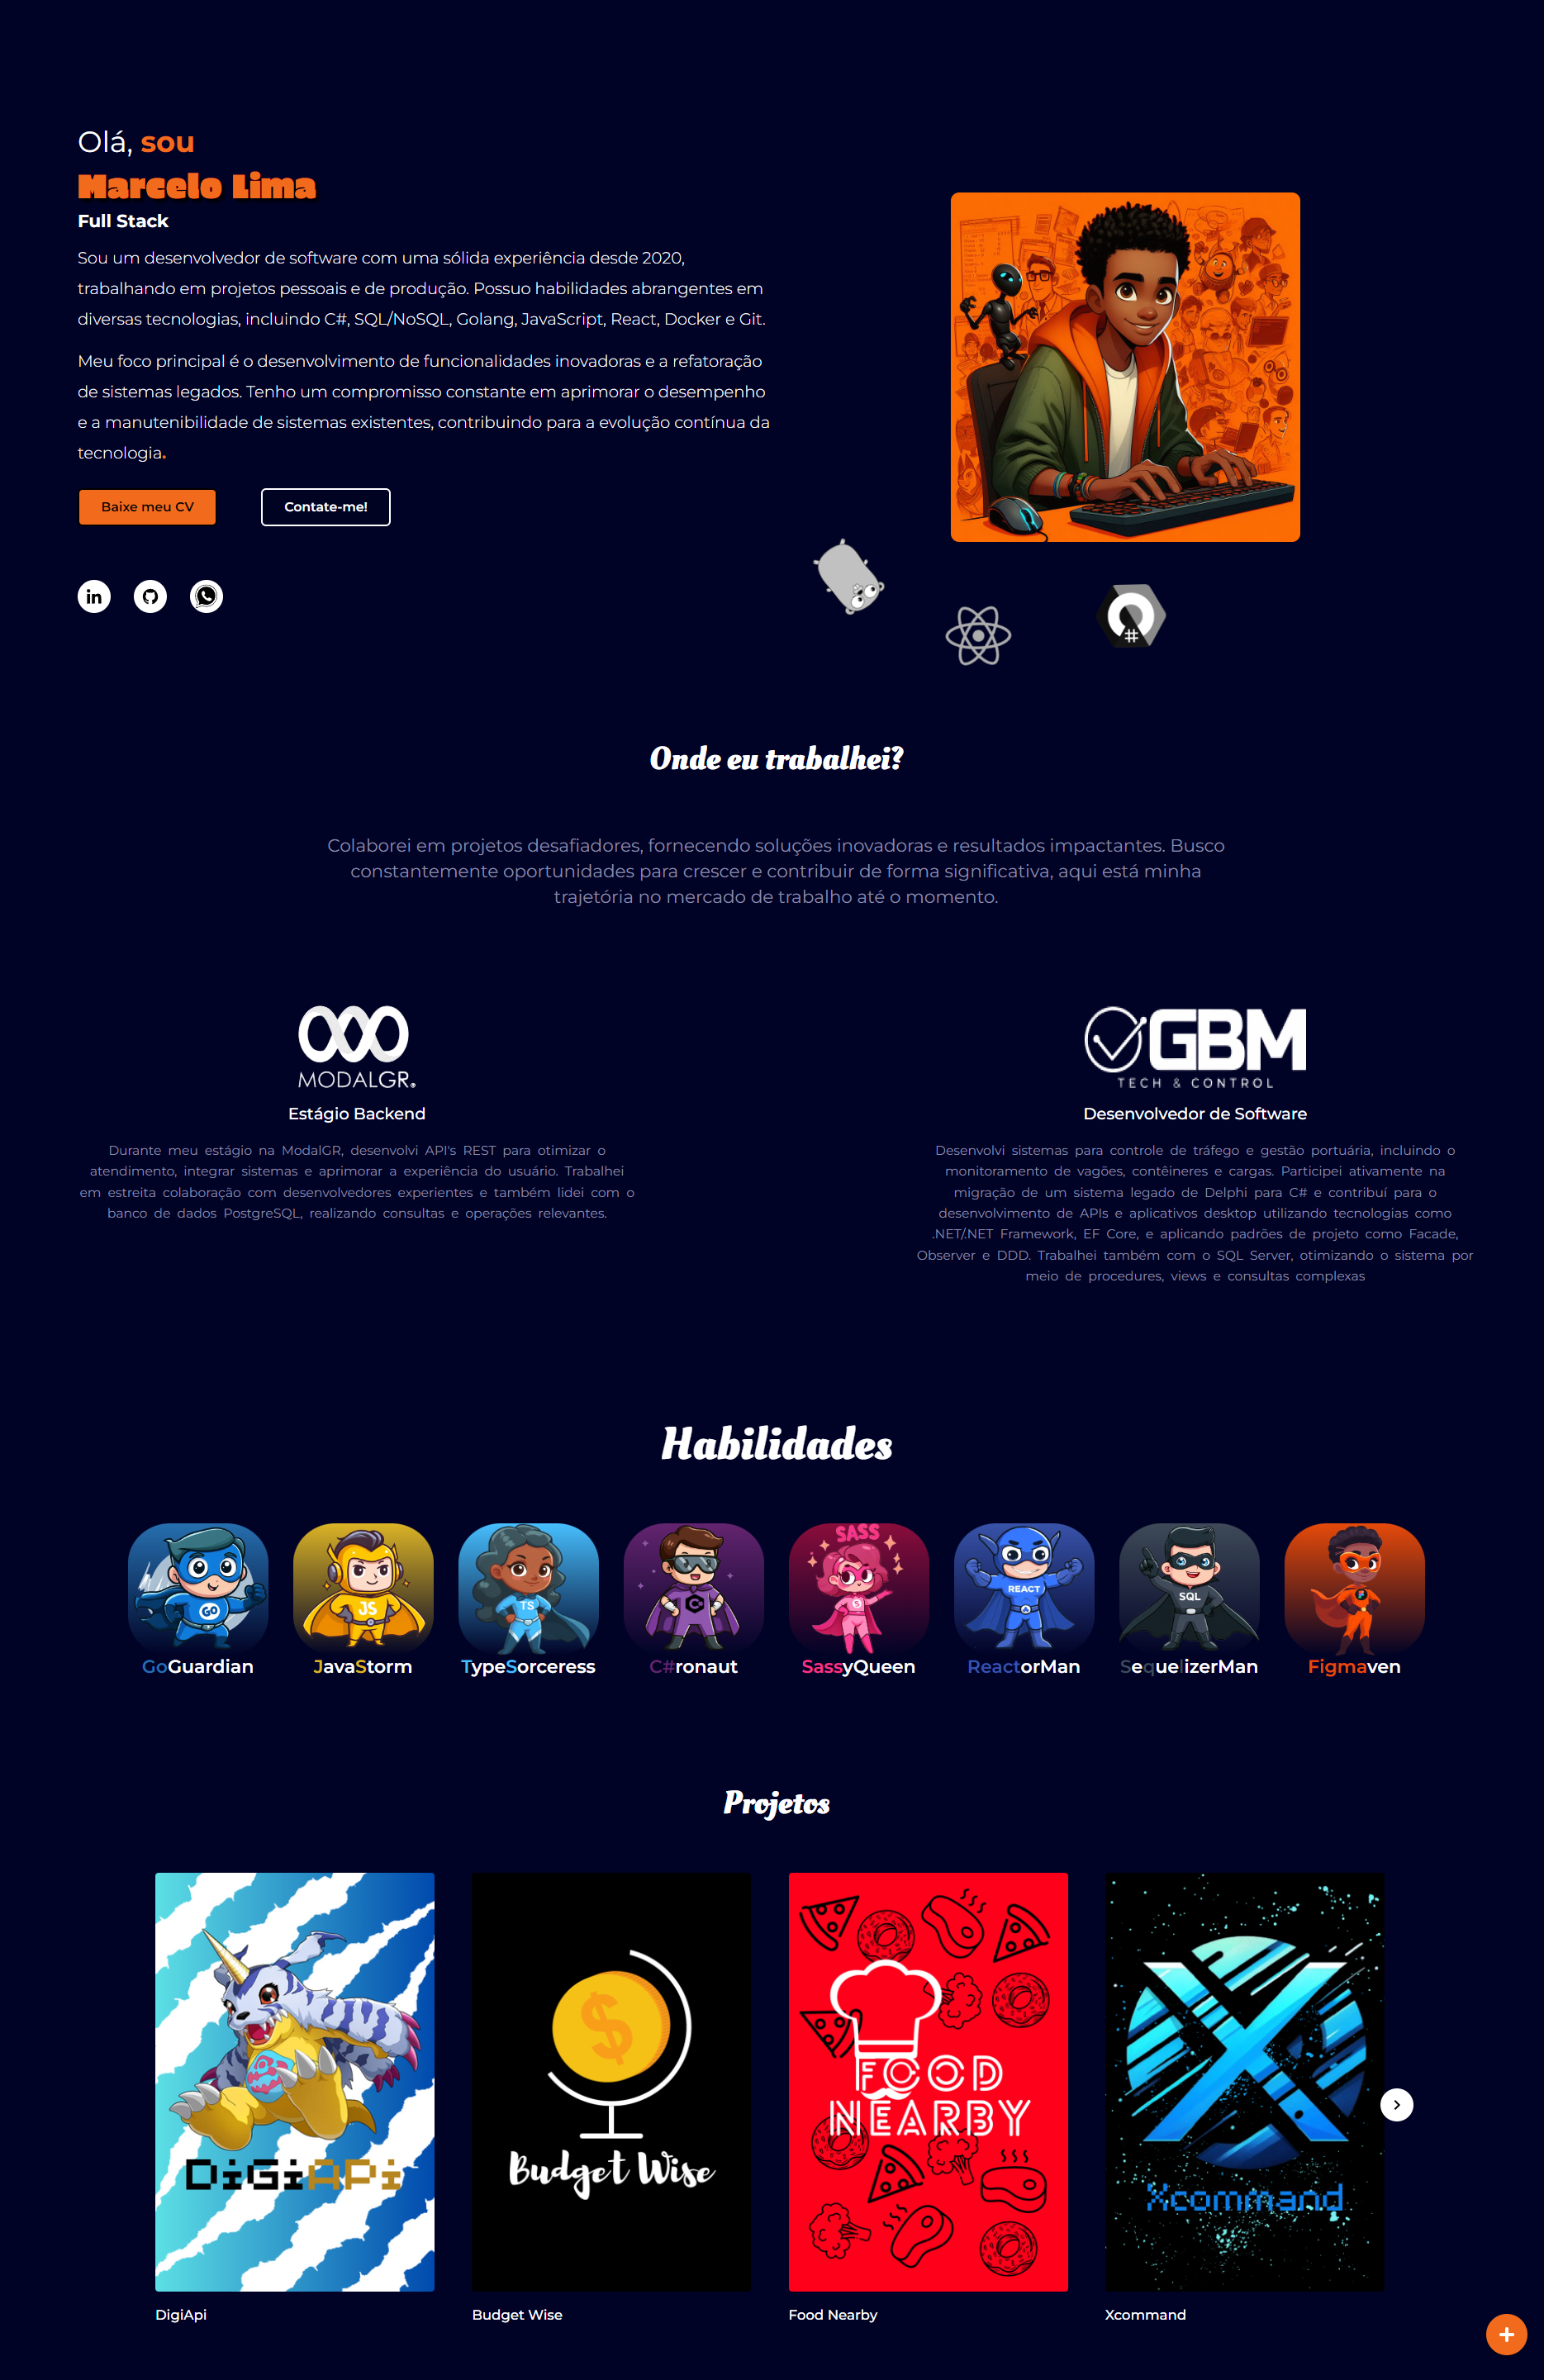 Olá, sou
Marcelo Lima
Full Stack
Sou um desenvolvedor de software com uma sólida experiência desde 2020,
trabalhando em projetos pessoais e de produção. Possuo habilidades abrangentes em
diversas tecnologias, incluindo C#, SQL/NoSQL, Golang, JavaScript, React, Docker e Git.
Meu foco principal é o desenvolvimento de funcionalidades inovadoras e a refatoração
de sistemas legados. Tenho um compromisso constante em aprimorar o desempenho
e a manutenibilidade de sistemas existentes, contribuindo para a evolução contínua da
tecnologia.
Baixe meu CV
Contate-me!
in
#
Onde eu trabalhei?
Colaborei em projetos desafiadores, fornecendo soluções inovadoras e resultados impactantes. Busco
constantemente oportunidades para crescer e contribuir de forma significativa, aqui está minha
trajetória no mercado de trabalho até o momento.
MODALGR®
Estágio Backend
Durante meu estágio na ModalGR, desenvolvi API's REST para otimizar o
atendimento, integrar sistemas e aprimorar a experiência do usuário. Trabalhei
em estreita colaboração com desenvolvedores experientes e também lidei com o
banco de dados PostgreSQL, realizando consultas e operações relevantes.
GBM
TECH & CONTROL
Desenvolvedor de Software
Desenvolvi sistemas para controle de tráfego e gestão portuária, incluindo o
monitoramento de vagões, contêineres e cargas. Participei ativamente na
migração de um sistema legado de Delphi para C# e contribuí para o
desenvolvimento de APIs e aplicativos desktop utilizando tecnologias como
.NET/.NET Framework, EF Core, e aplicando padrões de projeto como Facade,
Observer e DDD. Trabalhei também com o SQL Server, otimizando o sistema por
meio de procedures, views e consultas complexas
Habilidades
GO
GoGuardian
JS
JavaStorm
TS
TypeSorceress
C
C#ronaut
SASS
S
SassyQueen
REACT
ReactorMan
SQL
SequelizerMan
Figmaven
Projetos
DiGiAPi
DigiApi
$
Budget Wise
Budget Wise
FOOD
NEARBY
Food Nearby
X
Xcommand
Xcommand